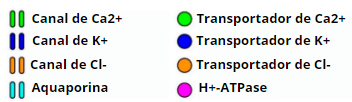 Canal de Ca2+ Transportador de Ca2+
Canal de K+ Transportador de K+
Canal de Cl- Transportador de Cl-
Aquaporina H+-ATPase